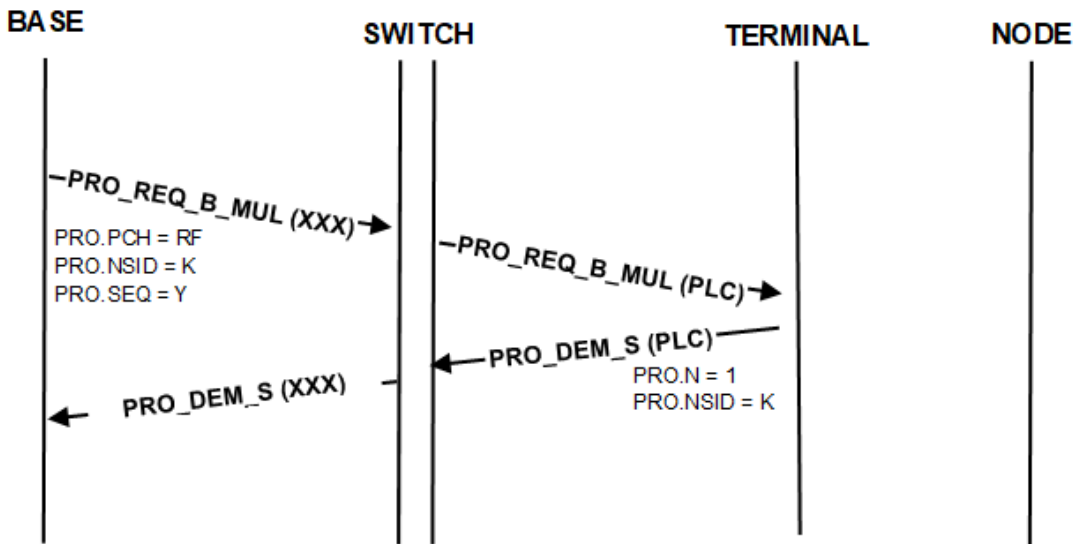 BASE
SWITCH
TERMINAL
NODE
PRO_REQ_B_MUL (XXX)
PRO.PCH = RF
PRO.NSID = K
PRO.SEQ = Y
PRO_REQ_B_MUL (PLC)
PRO_DEM_S (PLC)
PRO.N = 1
PRO.NSID = K
PRO_DEM_S (XXX)